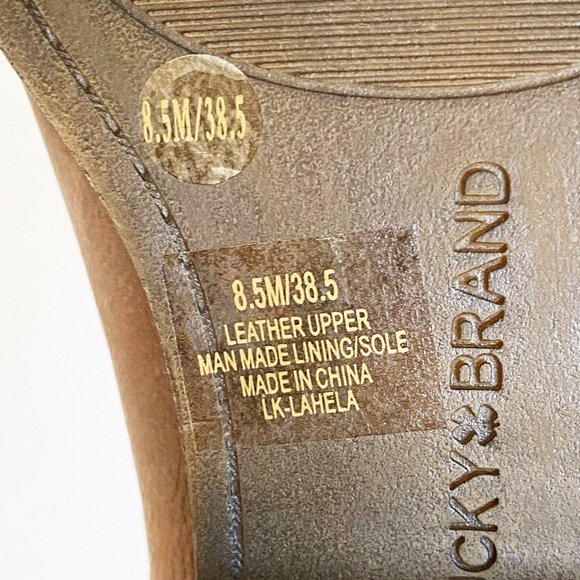 8.5M/38.5
8.5M/38.5
LEATHER UPPER
MAN MADE LINING/SOLE
MADE IN CHINA
LK-LAHELA
UCKY BRAND